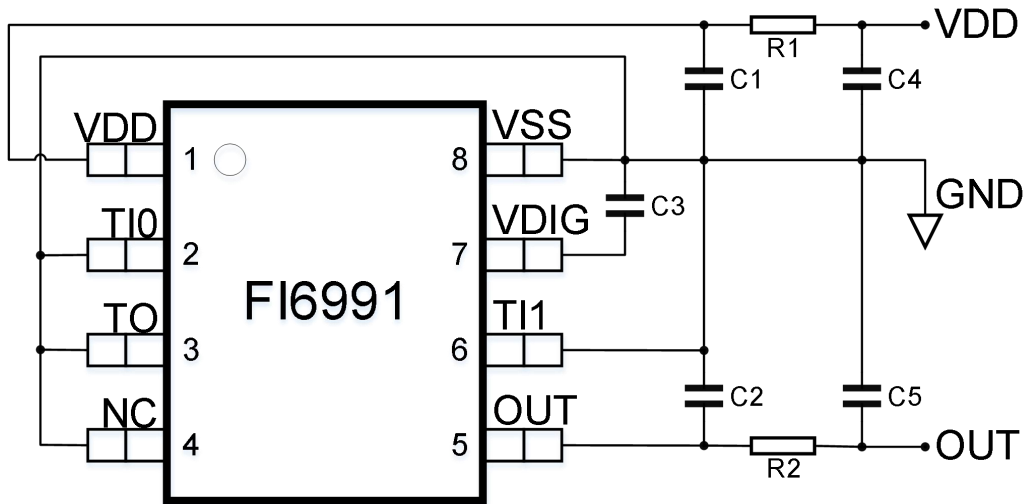 VDD
R1
C1
C4
VDD
1
VSS
8
GND
TI0
2
C3
VDIG
7
FI6991
TO
3
TI1
6
NC
4
OUT
5
C2
C5
R2
OUT